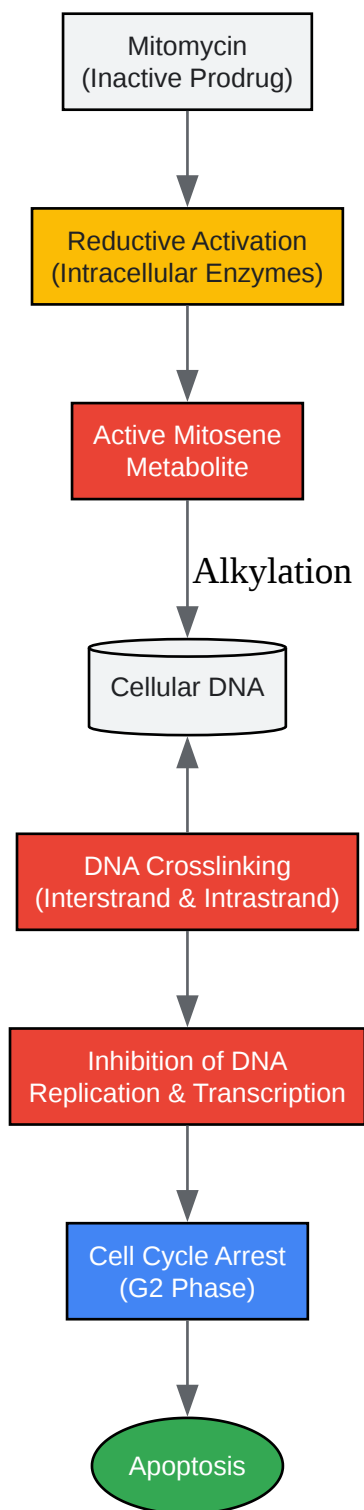 Mitomycin
(Inactive Prodrug)
Reductive Activation
(Intracellular Enzymes)
Active Mitosene
Metabolite
Alkylation
Cellular DNA
DNA Crosslinking
(Interstrand & Intrastrand)
Inhibition of DNA
Replication & Transcription
Cell Cycle Arrest
(G2 Phase)
Apoptosis